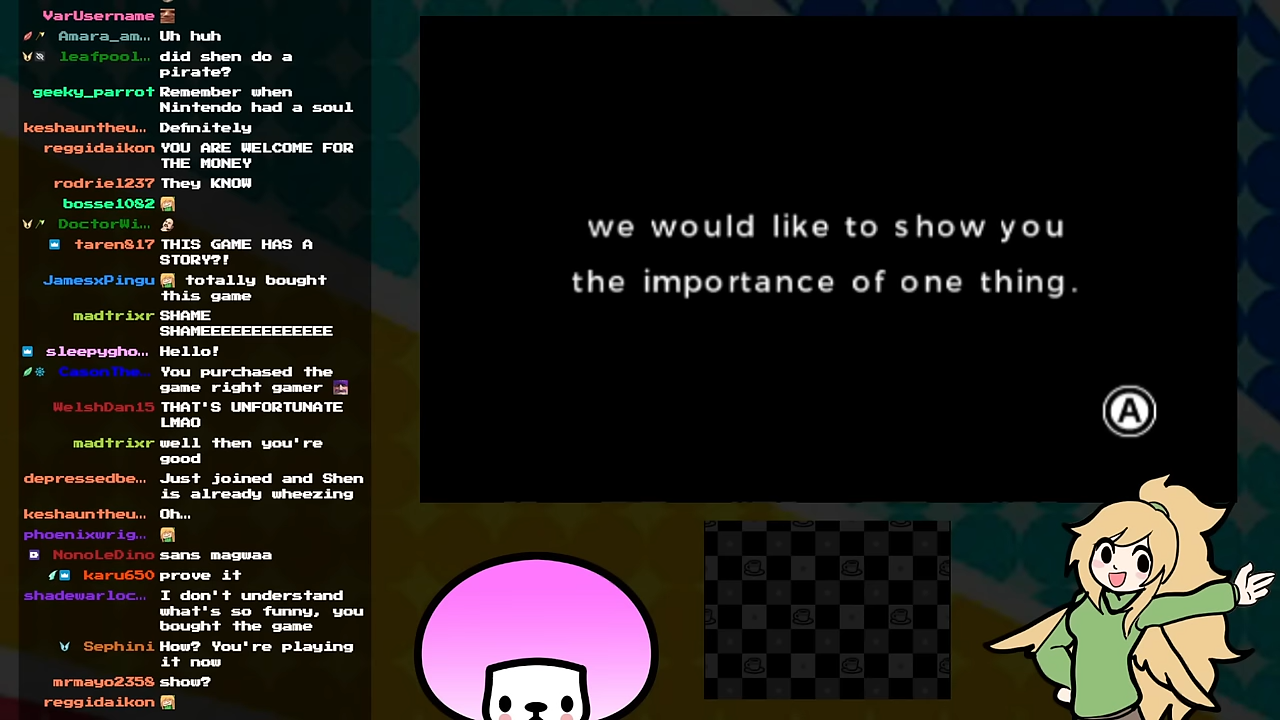 VarUsername
Amara_am… Uh huh
leafpool… did shen do a
pirate?
geeky_parrot Remember when
Nintendo had a soul
keshauntheu… Definitely
reggidaikon YOU ARE WELCOME FOR
THE MONEY
rodriel237 They KNOW
bosse1082
DoctorWi…
taren817 THIS GAME HAS A
STORY?!
JamesxPingu totally bought
this game
madtrixr SHAME
SHAMEEEEEEEEEEEEE
sleepygho… Hello!
CasonThe… You purchased the
game right gamer
WelshDan15 THAT'S UNFORTUNATE
LMAO
madtrixr well then you're
good
depressedbe… Just joined and Shen
is already wheezing
keshauntheu… Oh…
phoenixwrig…
NonoLeDino sans magwaa
karu650 prove it
shadewarloc… I don't understand
what's so funny, you
bought the game
Sephini How? You're playing
it now
mrmayo2358 show?
reggidaikon
we would like to show you
the importance of one thing.
A